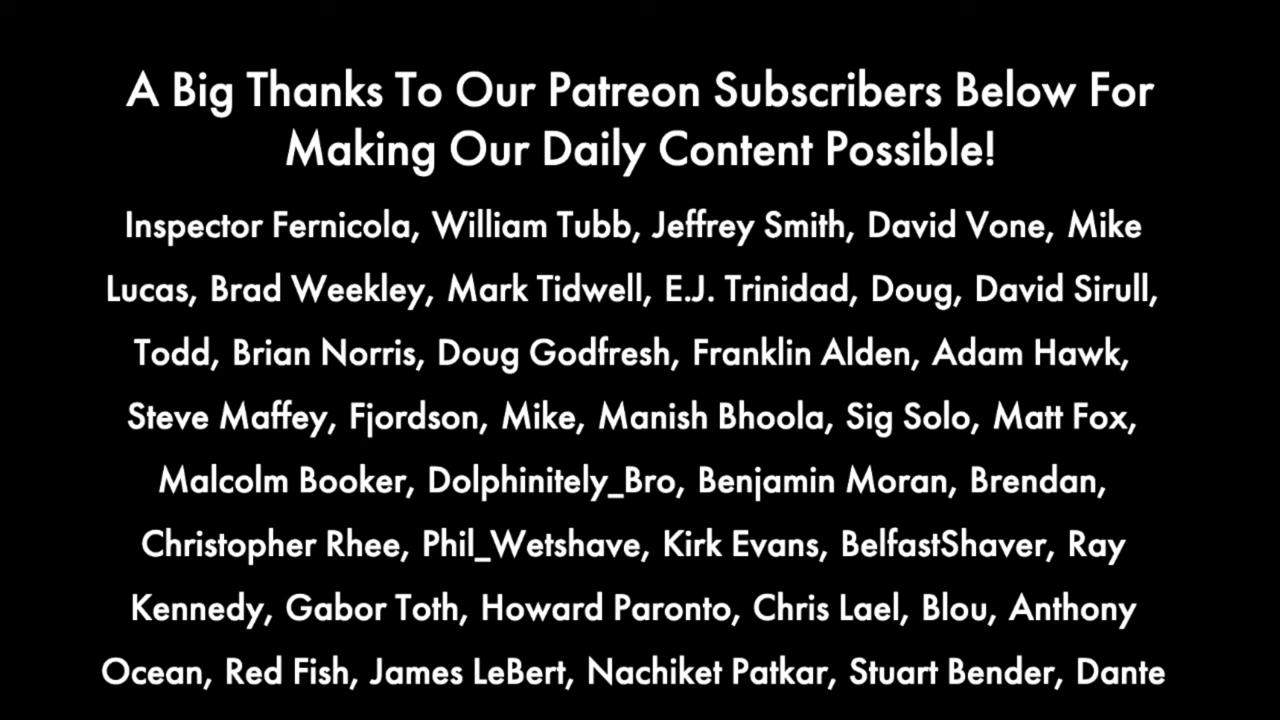 A Big Thanks To Our Patreon Subscribers Below For
Making Our Daily Content Possible!
Inspector Fernicola, William Tubb, Jeffrey Smith, David Vone, Mike
Lucas, Brad Weekley, Mark Tidwell, E.J. Trinidad, Doug, David Sirull,
Todd, Brian Norris, Doug Godfresh, Franklin Alden, Adam Hawk,
Steve Maffey, Fjordson, Mike, Manish Bhoola, Sig Solo, Matt Fox,
Malcolm Booker, Dolphinitely_Bro, Benjamin Moran, Brendan,
Christopher Rhee, Phil_Wetshave, Kirk Evans, BelfastShaver, Ray
Kennedy, Gabor Toth, Howard Paronto, Chris Lael, Blou, Anthony
Ocean, Red Fish, James LeBert, Nachiket Patkar, Stuart Bender, Dante